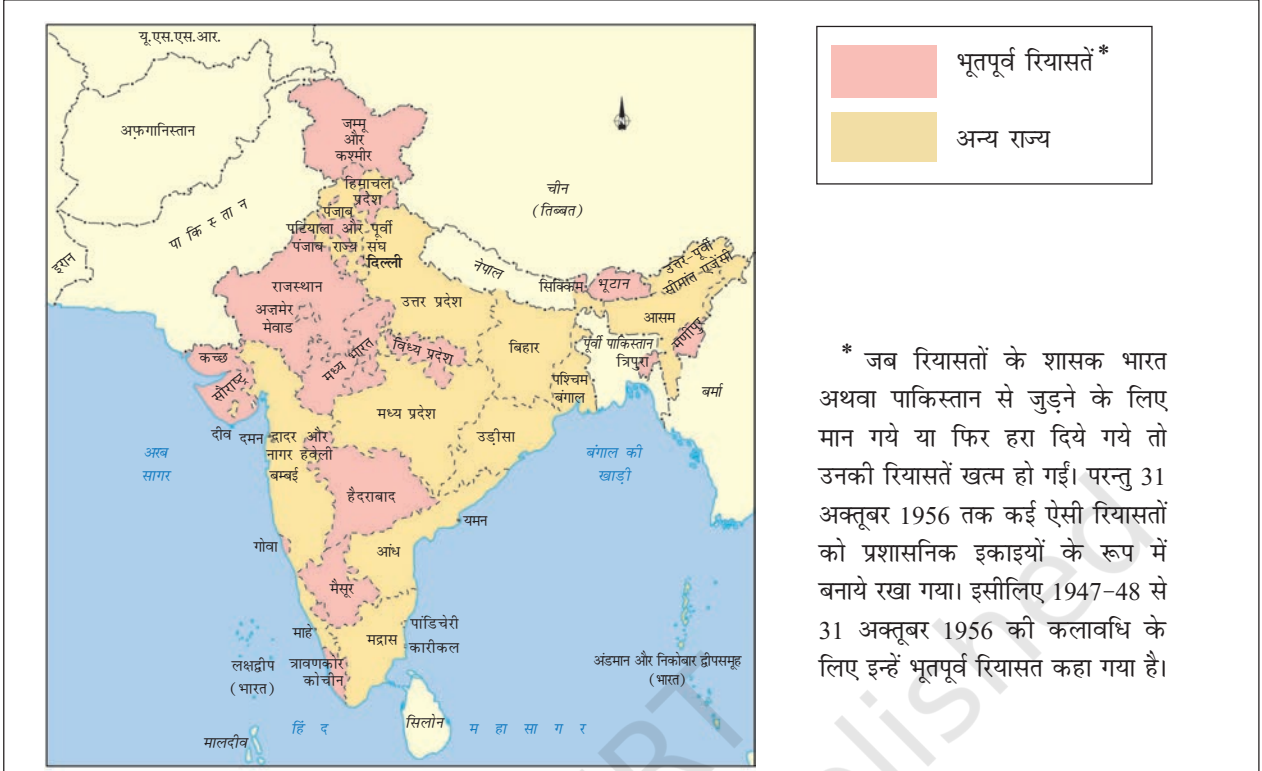 यू.एस.एस.आर.
अफ़गानिस्तान
जम्मू
और
कश्मीर
हिमाचल
प्रदेश
चीन
(तिब्बत)
पंजाब
पाकिस्तान
पटियाला और पूर्वी
पंजाब राज्य संघ
दिल्ली
ईरान
नेपाल
सिक्किम
भूटान
उत्तर-पूर्वी
सीमांत एजेंसी
राजस्थान
उत्तर प्रदेश
अजमेर
मेवाड
आसम
मणीपुर
कच्छ
मध्य भारत
विंध्य प्रदेश
बिहार
पूर्वी पाकिस्तान
त्रिपुरा
सौराष्ट्र
पश्चिम
बंगाल
बर्मा
मध्य प्रदेश
दीव
दमन
दादर और
नागर हवेली
उड़ीसा
अरब
सागर
बम्बई
बंगाल की
खाड़ी
हैदराबाद
यमन
गोवा
आंध
मैसूर
माहे
मद्रास
पांडिचेरी
कारीकल
लक्षद्वीप
(भारत)
त्रावणकोर
कोचीन
अंडमान और निकोबार द्वीपसमूह
(भारत)
सिलोन
हिंद महासागर
मालदीव
भूतपूर्व रियासतें*
अन्य राज्य
* जब रियासतों के शासक भारत
अथवा पाकिस्तान से जुड़ने के लिए
मान गये या फिर हरा दिये गये तो
उनकी रियासतें खत्म हो गईं। परन्तु 31
अक्तूबर 1956 तक कई ऐसी रियासतों
को प्रशासनिक इकाइयों के रूप में
बनाये रखा गया। इसीलिए 1947-48 से
31 अक्तूबर 1956 की कलावधि के
लिए इन्हें भूतपूर्व रियासत कहा गया है।